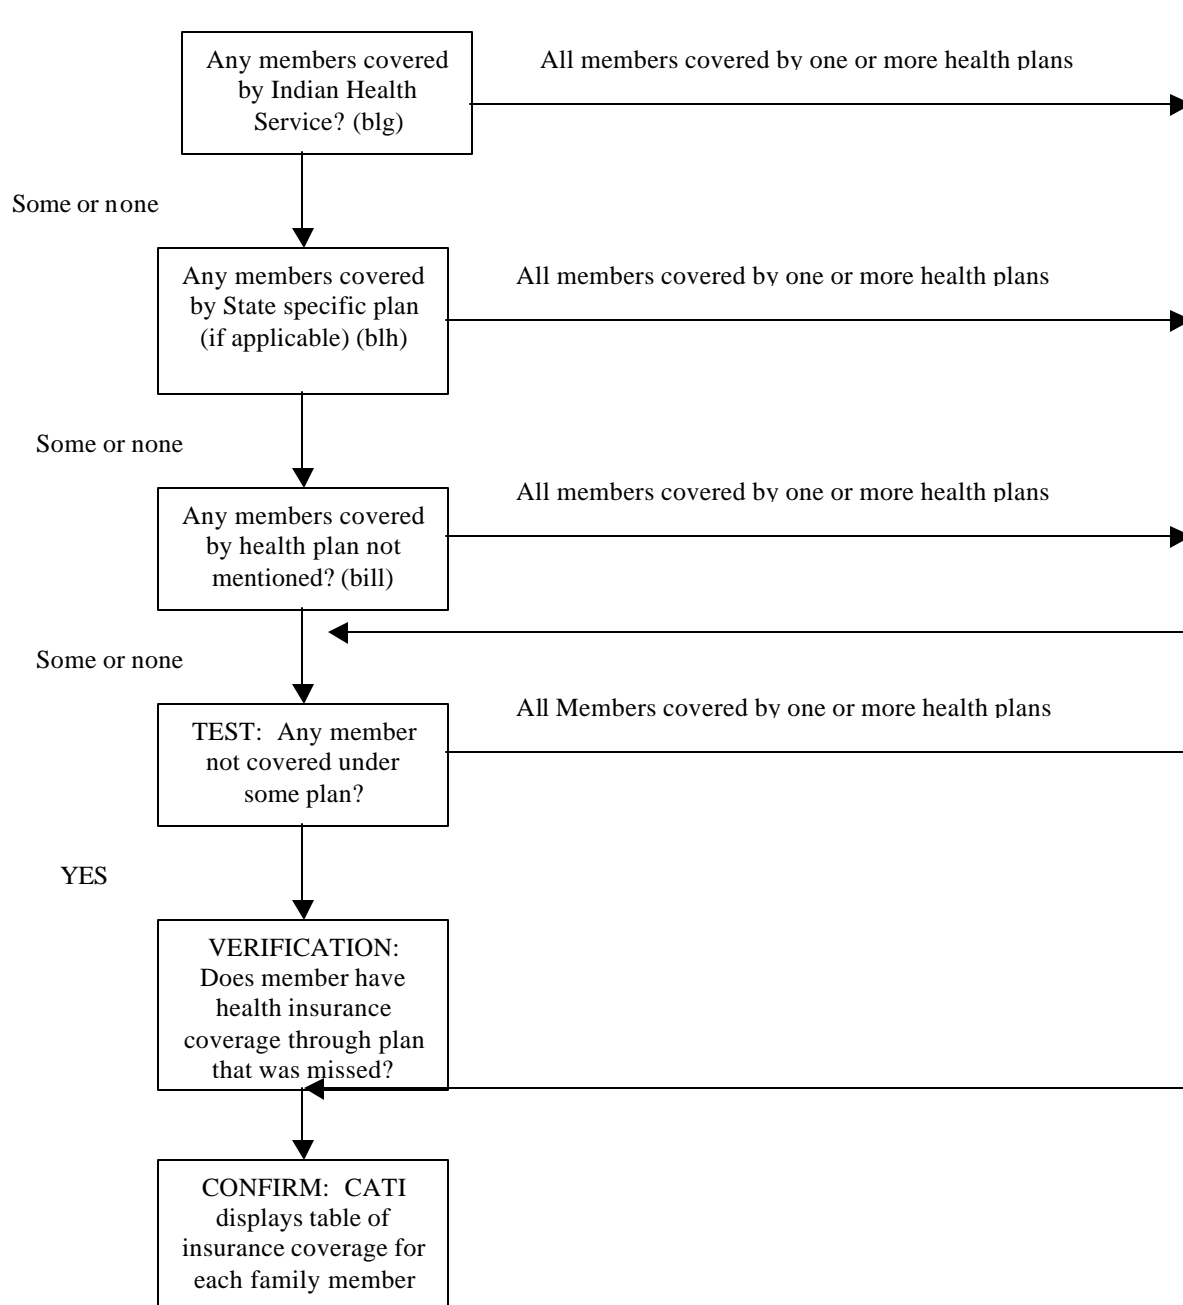 Any members covered
by Indian Health
Service? (blg)
All members covered by one or more health plans
Some or none
Any members covered
by State specific plan
(if applicable) (blh)
All members covered by one or more health plans
Some or none
Any members covered
by health plan not
mentioned? (bill)
All members covered by one or more health plans
Some or none
TEST: Any member
not covered under
some plan?
All Members covered by one or more health plans
YES
VERIFICATION:
Does member have
health insurance
coverage through plan
that was missed?
CONFIRM: CATI
displays table of
insurance coverage for
each family member